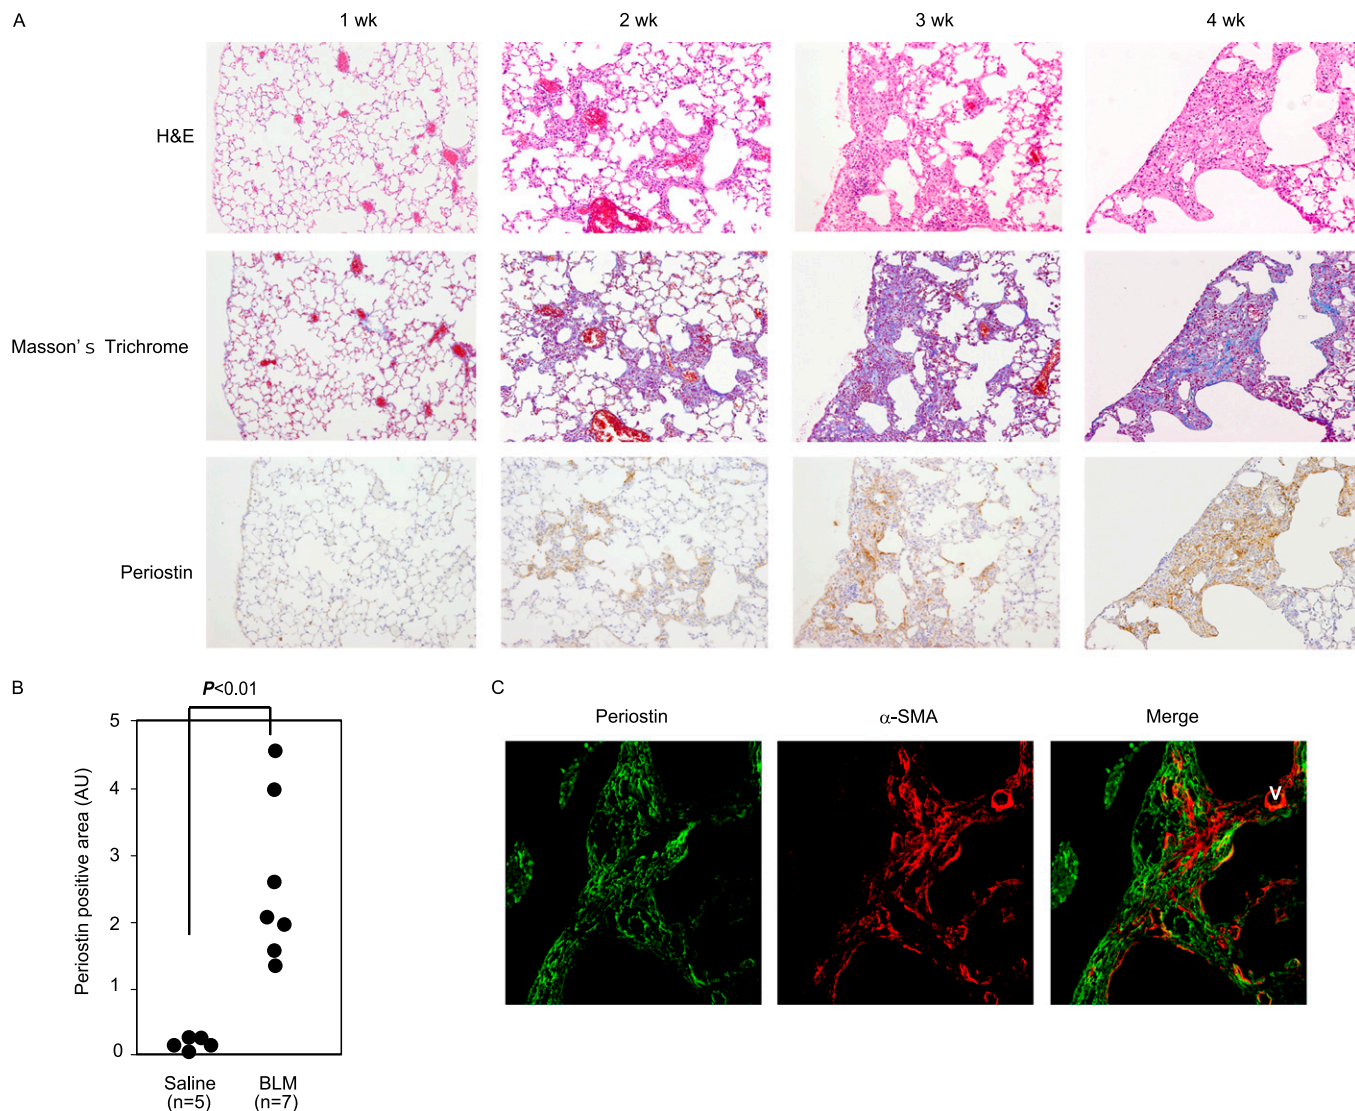 A
1 wk
2 wk
3 wk
4 wk
H&E
Masson's Trichrome
Periostin
B
P<0.01
Periostin positive area (AU)
5
4
3
2
1
0
Saline
(n=5)
BLM
(n=7)
C
Periostin
α-SMA
Merge
V